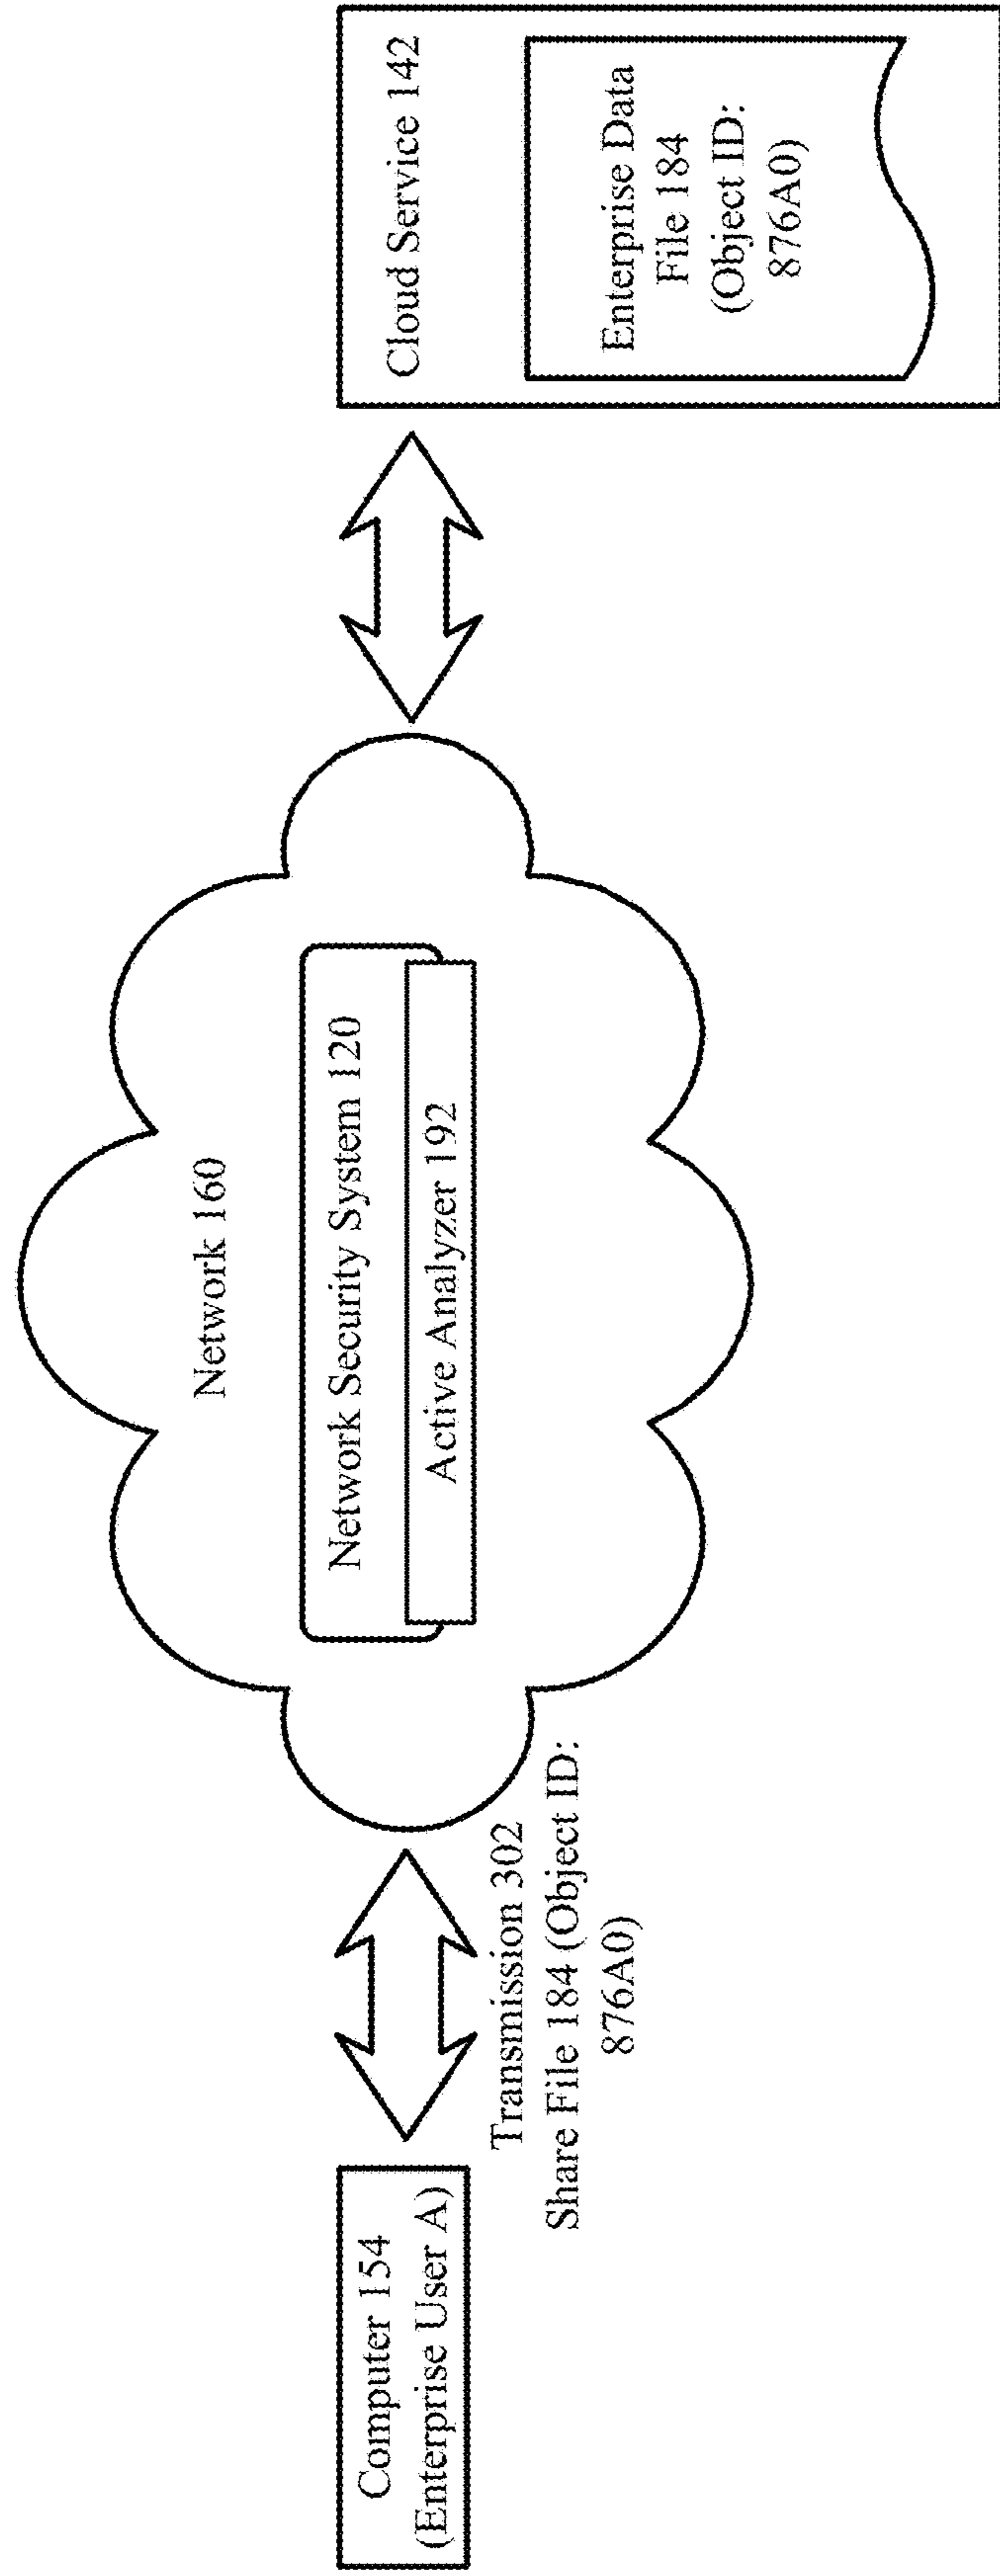 Computer 154
(Enterprise User A)
Transmission 302
Share File 184 (Object ID:
876A0)
Network 160
Network Security System 120
Active Analyzer 192
Cloud Service 142
Enterprise Data
File 184
(Object ID:
876A0)